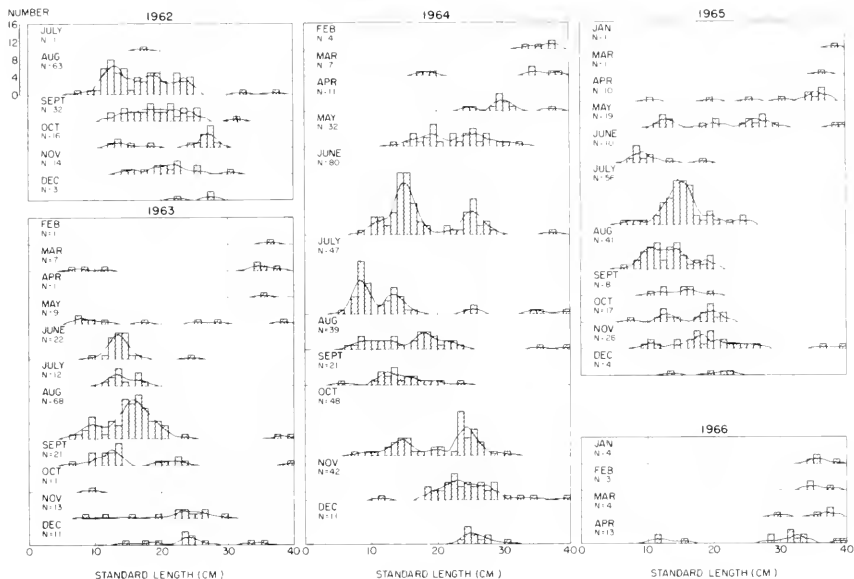 NUMBER
1962
16
12
8
4
0
JULY
N=1
AUG
N=63
SEPT
N=32
OCT
N=16
NOV
N=14
DEC
N=3
1963
FEB
N=1
MAR
N=7
APR
N=1
MAY
N=9
JUNE
N=22
JULY
N=12
AUG
N=68
SEPT
N=21
OCT
N=1
NOV
N=13
DEC
N=11
0 10 20 30 40
STANDARD LENGTH (CM)
1964
FEB
N=4
MAR
N=7
APR
N=11
MAY
N=32
JUNE
N=80
JULY
N=47
AUG
N=39
SEPT
N=21
OCT
N=48
NOV
N=42
DEC
N=11
0 10 20 30 40
STANDARD LENGTH (CM)
1965
JAN
N=1
MAR
N=1
APR
N=10
MAY
N=19
JUNE
JULY
N=56
AUG
N=41
SEPT
N=8
OCT
N=17
NOV
N=26
DEC
N=4
1966
JAN
N=4
FEB
N=3
MAR
N=4
APR
N=13
0 10 20 30 40
STANDARD LENGTH (CM)